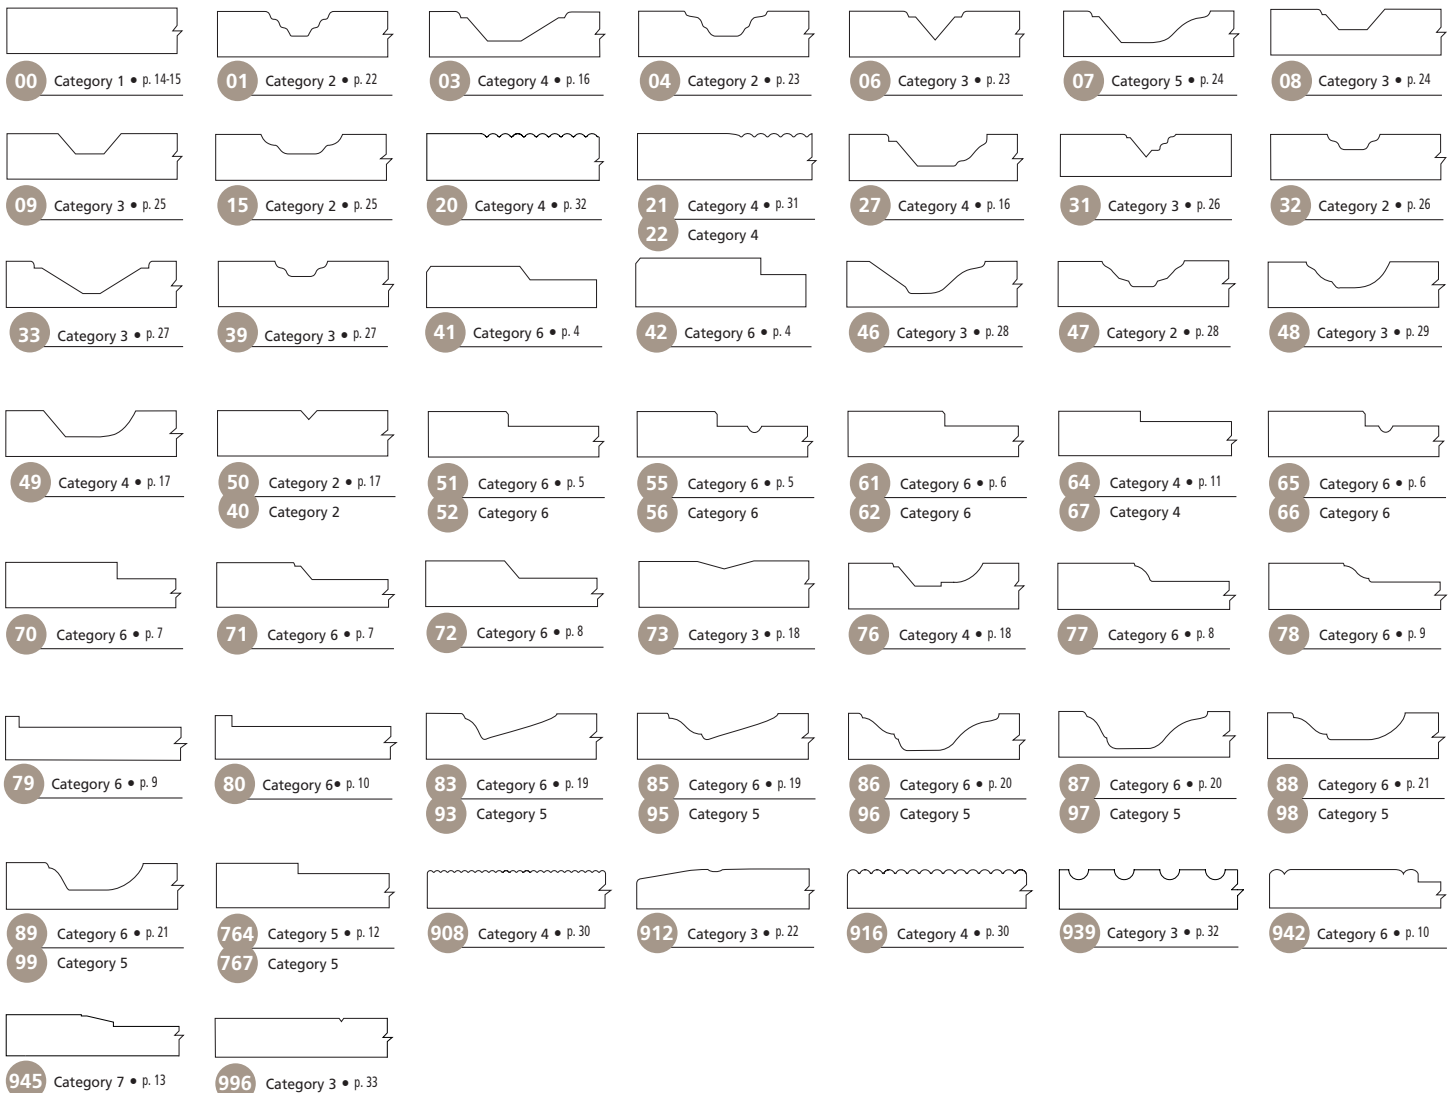 00 Category 1 • p. 14-15
01 Category 2 • p. 22
03 Category 4 • p. 16
04 Category 2 • p. 23
06 Category 3 • p. 23
07 Category 5 • p. 24
08 Category 3 • p. 24
09 Category 3 • p. 25
15 Category 2 • p. 25
20 Category 4 • p. 32
21 Category 4 • p. 31
22 Category 4
27 Category 4 • p. 16
31 Category 3 • p. 26
32 Category 2 • p. 26
33 Category 3 • p. 27
39 Category 3 • p. 27
41 Category 6 • p. 4
42 Category 6 • p. 4
46 Category 3 • p. 28
47 Category 2 • p. 28
48 Category 3 • p. 29
49 Category 4 • p. 17
50 Category 2 • p. 17
40 Category 2
51 Category 6 • p. 5
52 Category 6
55 Category 6 • p. 5
56 Category 6
61 Category 6 • p. 6
62 Category 6
64 Category 4 • p. 11
67 Category 4
65 Category 6 • p. 6
66 Category 6
70 Category 6 • p. 7
71 Category 6 • p. 7
72 Category 6 • p. 8
73 Category 3 • p. 18
76 Category 4 • p. 18
77 Category 6 • p. 8
78 Category 6 • p. 9
79 Category 6 • p. 9
80 Category 6• p. 10
83 Category 6 • p. 19
93 Category 5
85 Category 6 • p. 19
95 Category 5
86 Category 6 • p. 20
96 Category 5
87 Category 6 • p. 20
97 Category 5
88 Category 6 • p. 21
98 Category 5
89 Category 6 • p. 21
99 Category 5
764 Category 5 • p. 12
767 Category 5
908 Category 4 • p. 30
912 Category 3 • p. 22
916 Category 4 • p. 30
939 Category 3 • p. 32
942 Category 6 • p. 10
945 Category 7 • p. 13
996 Category 3 • p. 33